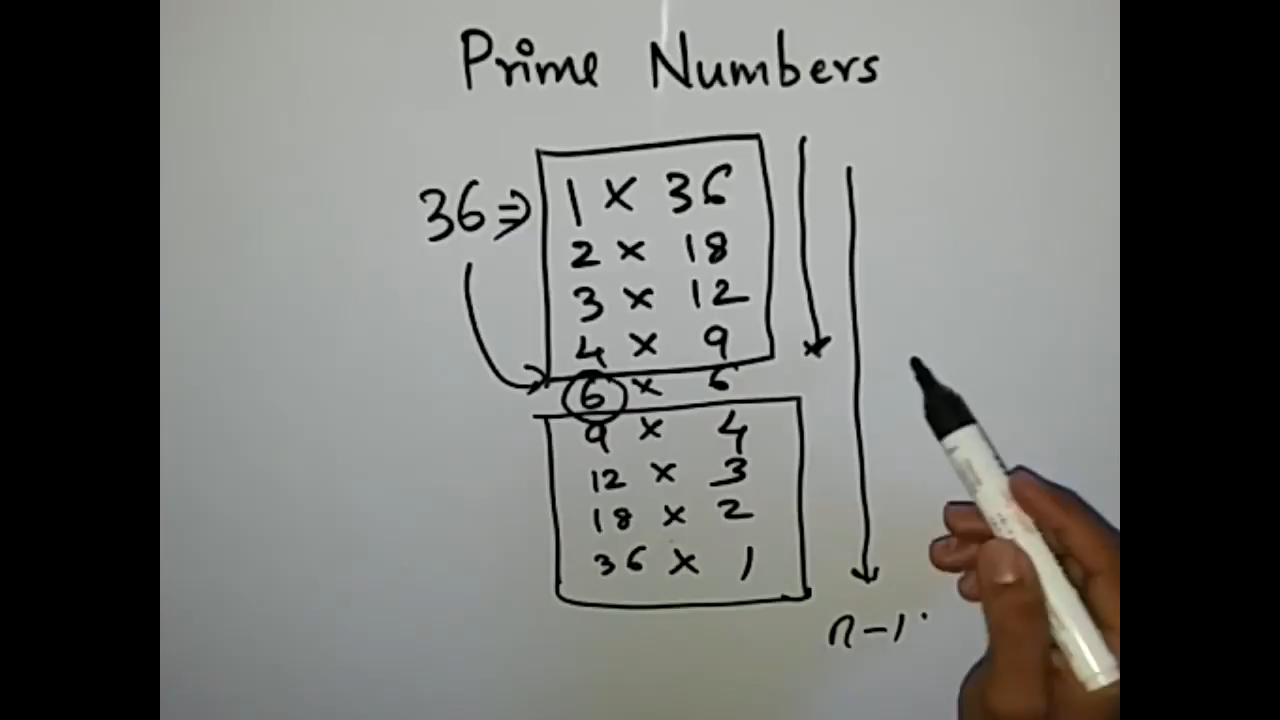 Prime Numbers
36 ⇒ 1 x 36
2 x 18
3 x 12
4 x 9
6 x 6
9 x 4
12 x 3
18 x 2
36 x 1
n-1